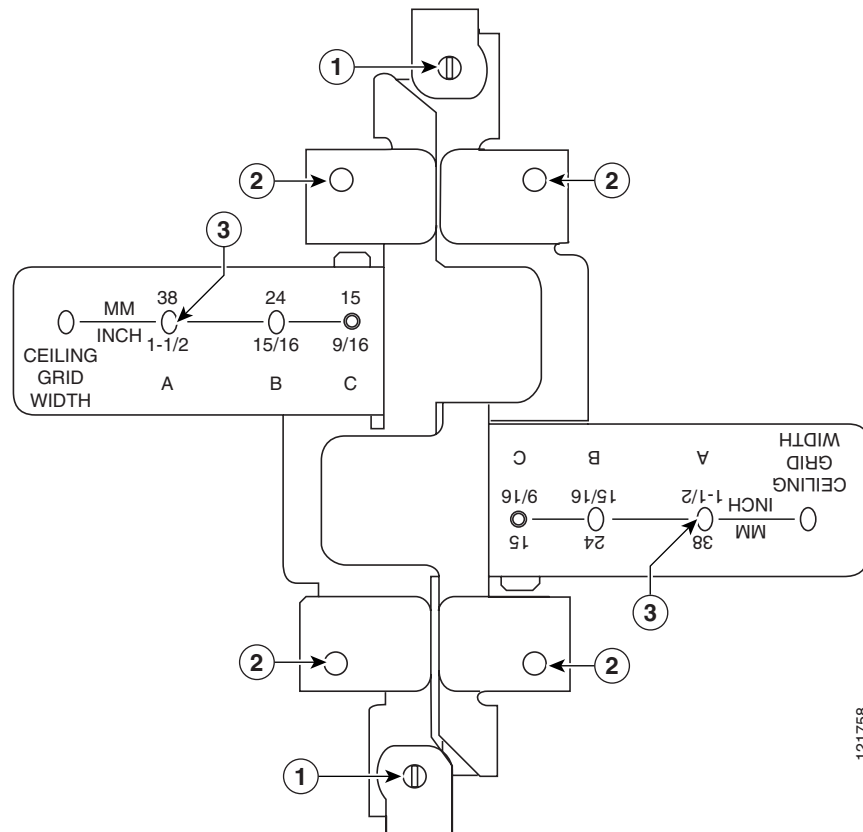 1
2
2
3
38 24 15
MM
INCH
1-1/2 15/16 9/16
CEILING
GRID
WIDTH
A B C
CEILING
GRID
WIDTH
A B C
1-1/2 15/16 9/16
INCH
MM
38 24 15
3
2
2
1
121758